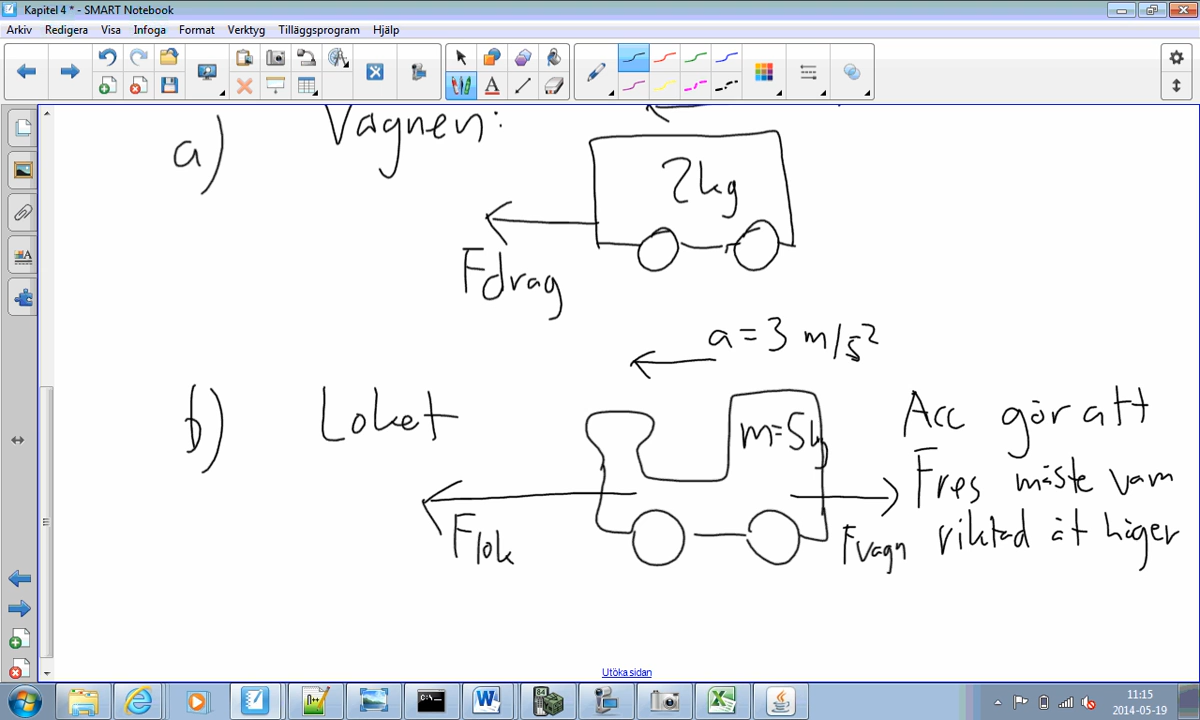 Kapitel 4 * - SMART Notebook
Arkiv Redigera Visa Infoga Format Verktyg Tilläggsprogram Hjälp
a) Vagnen:
2kg
Fdrag
a = 3 m/s²
b) Loket
m=5kg
Flok
Fvagn
Acc gör att
Fres måste vara
riktad åt höger
Utöka sidan
11:15
2014-05-19